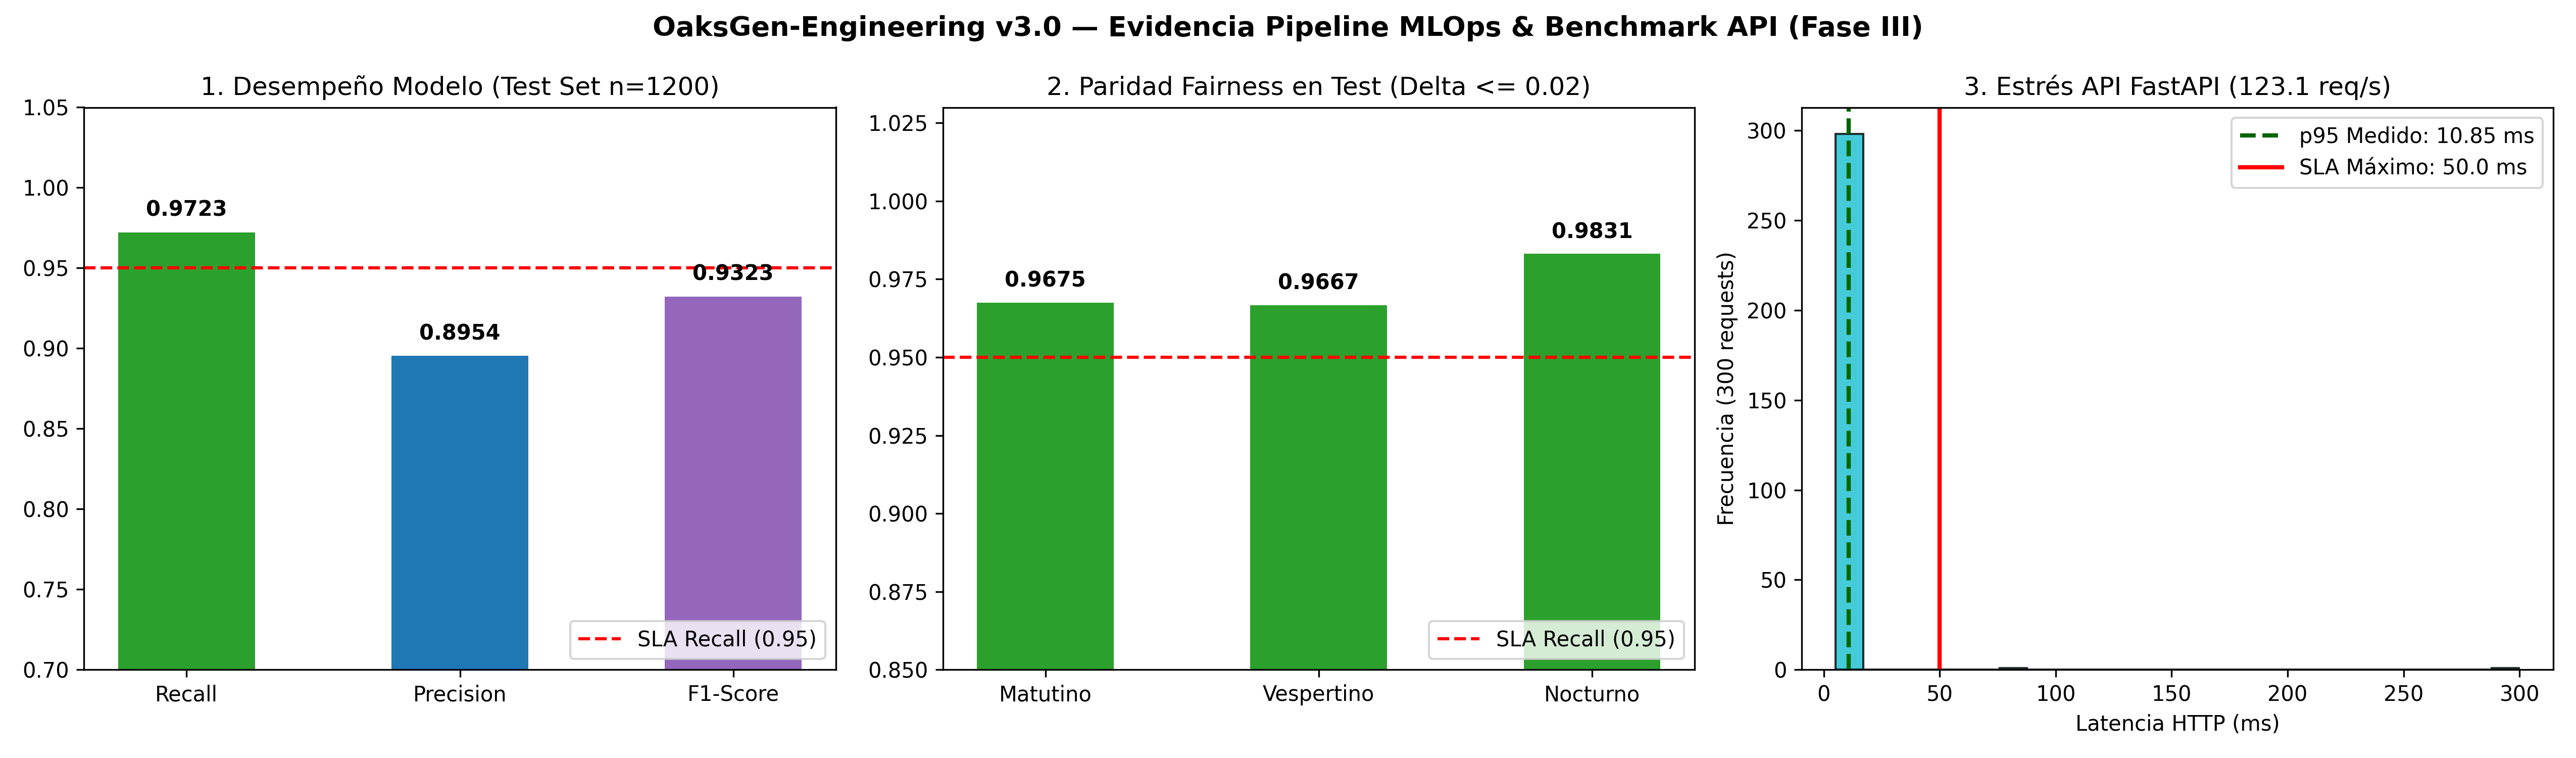 OaksGen-Engineering v3.0 — Evidencia Pipeline MLOps & Benchmark API (Fase III)
1. Desempeño Modelo (Test Set n=1200)
1.05
1.00
0.95
0.90
0.85
0.80
0.75
0.70
0.9723
0.8954
0.9323
SLA Recall (0.95)
Recall
Precision
F1-Score
2. Paridad Fairness en Test (Delta <= 0.02)
1.025
1.000
0.975
0.950
0.925
0.900
0.875
0.850
0.9675
0.9667
0.9831
SLA Recall (0.95)
Matutino
Vespertino
Nocturno
3. Estrés API FastAPI (123.1 req/s)
Frecuencia (300 requests)
300
250
200
150
100
50
0
p95 Medido: 10.85 ms
SLA Máximo: 50.0 ms
0
50
100
150
200
250
300
Latencia HTTP (ms)